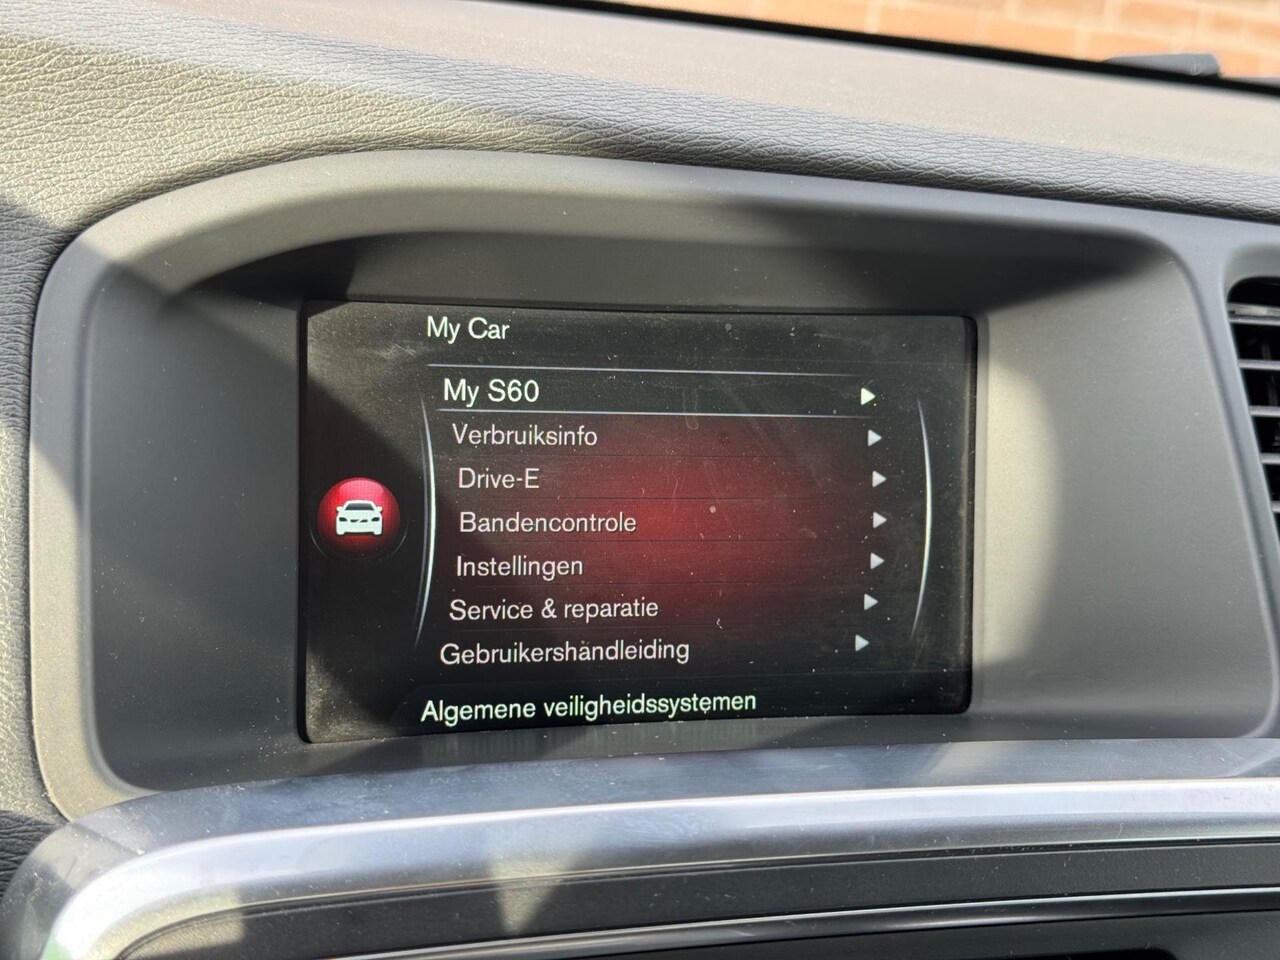 My Car
My S60
Verbruiksinfo
Drive-E
Bandencontrole
Instellingen
Service & reparatie
Gebruikershandleiding
Algemene veiligheidssystemen